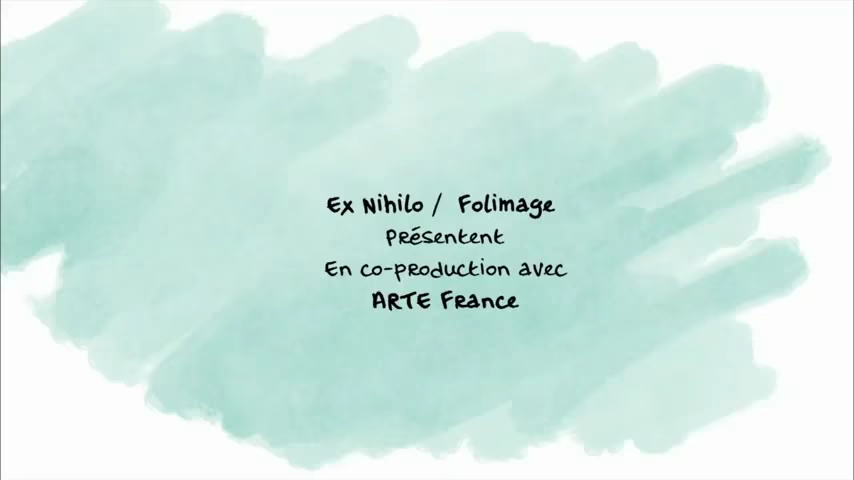 Ex Nihilo / Folimage
Présentent
En co-production avec
ARTE France